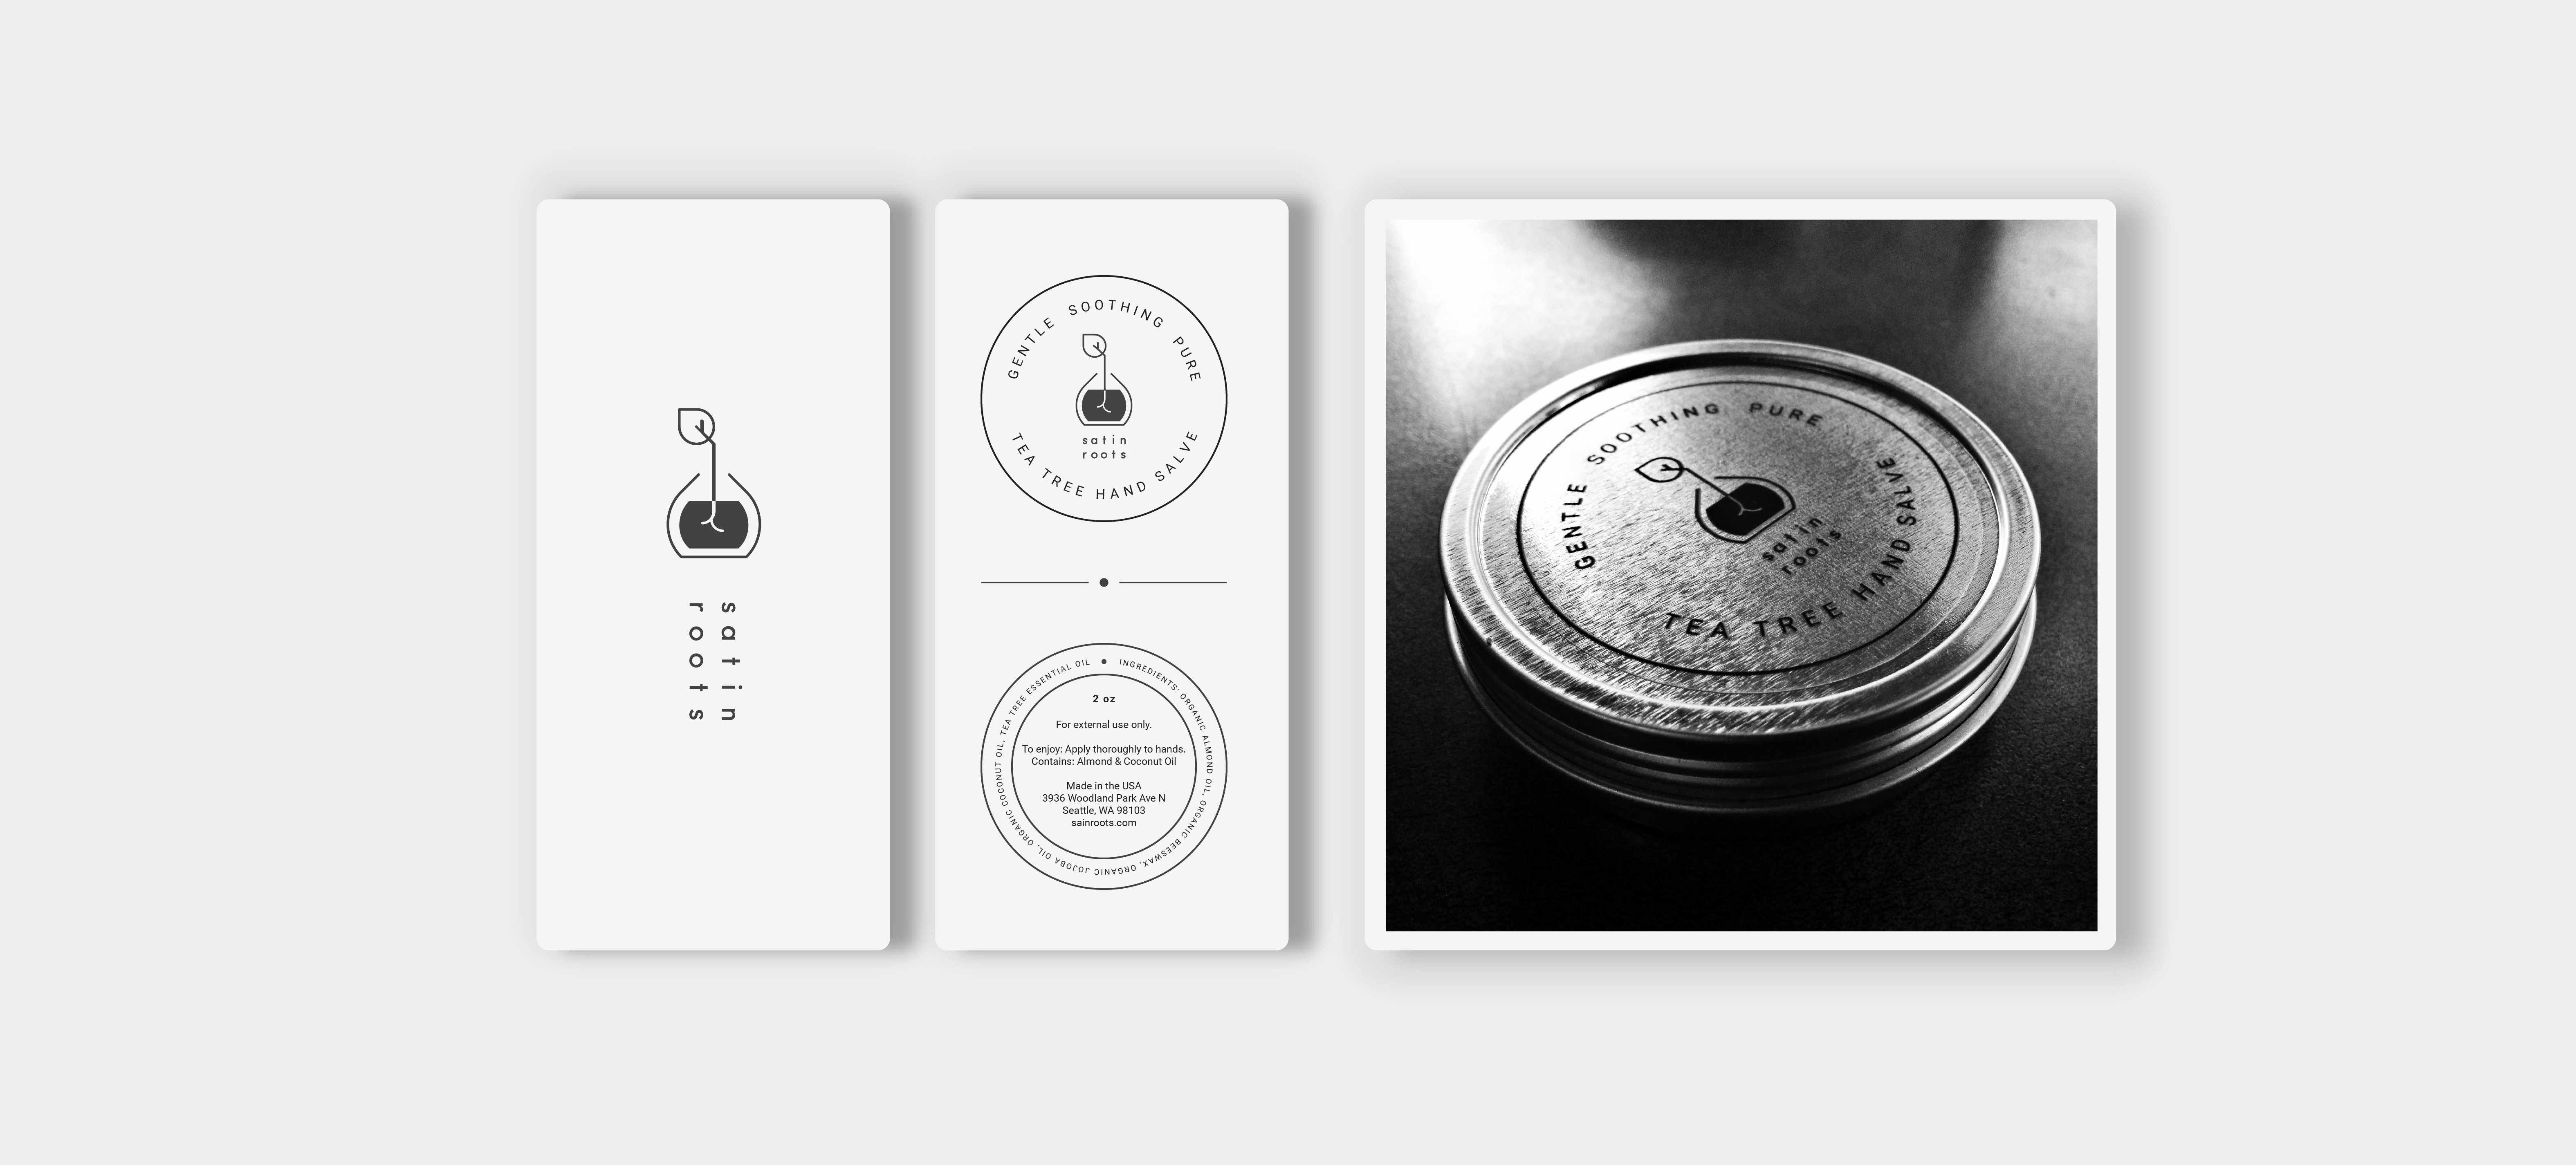 satin
roots
GENTLE SOOTHING PURE
satin
roots
TEA TREE HAND SALVE
INGREDIENTS: ORGANIC ALMOND OIL, ORGANIC BEESWAX, ORGANIC JOJOBA OIL, ORGANIC COCONUT OIL, TEA TREE ESSENTIAL OIL
2 oz
For external use only.
To enjoy: Apply thoroughly to hands.
Contains: Almond & Coconut Oil
Made in the USA
3936 Woodland Park Ave N
Seattle, WA 98103
sainroots.com
GENTLE SOOTHING PURE
satin
roots
TEA TREE HAND SALVE